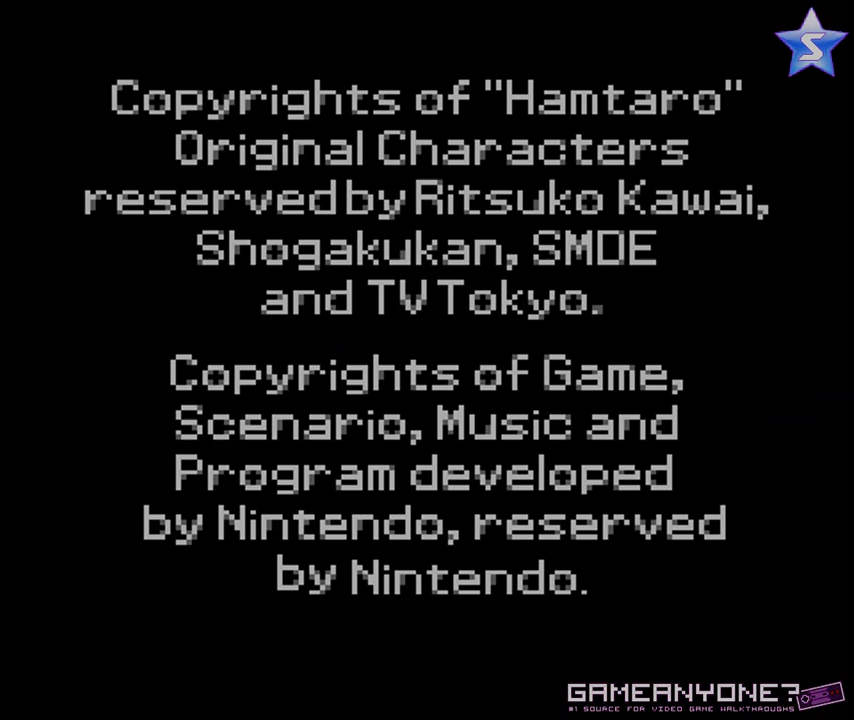 S
Copyrights of "Hamtaro"
Original Characters
reserved by Ritsuko Kawai,
Shogakukan, SMDE
and TV Tokyo.
Copyrights of Game,
Scenario, Music and
Program developed
by Nintendo, reserved
by Nintendo.
GAMEANYONE?
#1 SOURCE FOR VIDEO GAME WALKTHROUGHS